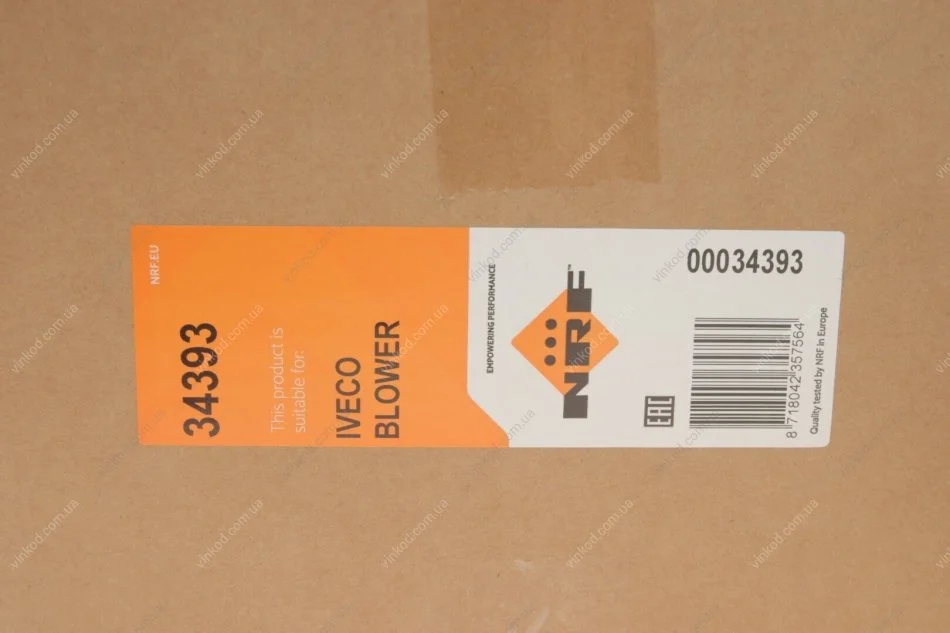 NRF.EU
34393
This product is
suitable for:
IVECO
BLOWER
EMPOWERING PERFORMANCE
NRF™
EAC
00034393
8 718042 357564
Quality tested by NRF in Europe
vinkod.com.ua